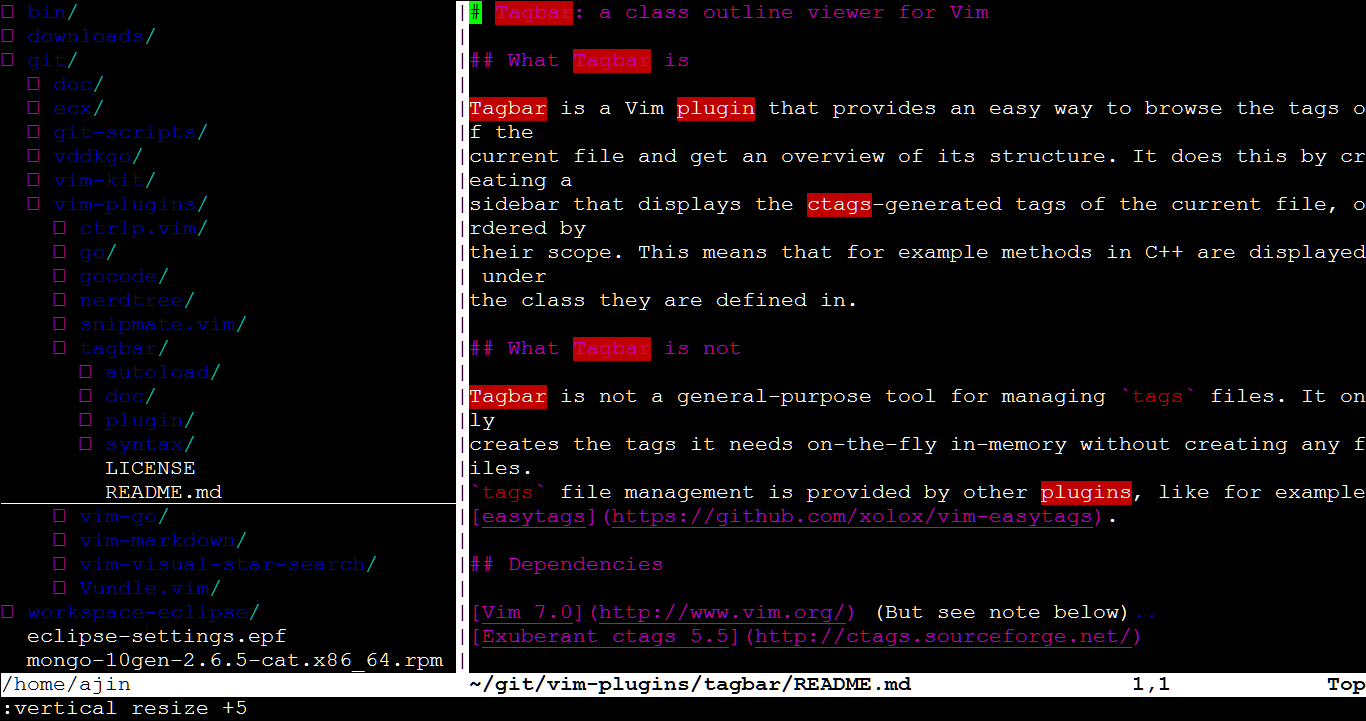 bin/
downloads/
git/
doc/
ecx/
git-scripts/
vddkgo/
vim-kit/
vim-plugins/
ctrlp.vim/
go/
gocode/
nerdtree/
snipmate.vim/
tagbar/
autoload/
doc/
plugin/
syntax/
LICENSE
README.md
vim-go/
vim-markdown/
vim-visual-star-search/
Vundle.vim/
workspace-eclipse/
eclipse-settings.epf
mongo-10gen-2.6.5-cat.x86_64.rpm
/home/ajin
# Tagbar: a class outline viewer for Vim
## What Tagbar is
Tagbar is a Vim plugin that provides an easy way to browse the tags o
f the
current file and get an overview of its structure. It does this by cr
eating a
sidebar that displays the ctags-generated tags of the current file, o
rdered by
their scope. This means that for example methods in C++ are displayed
under
the class they are defined in.
## What Tagbar is not
Tagbar is not a general-purpose tool for managing `tags` files. It on
ly
creates the tags it needs on-the-fly in-memory without creating any f
iles.
`tags` file management is provided by other plugins, like for example
[easytags](https://github.com/xolox/vim-easytags).
## Dependencies
[Vim 7.0](http://www.vim.org/) (But see note below)..
[Exuberant ctags 5.5](http://ctags.sourceforge.net/)
~/git/vim-plugins/tagbar/README.md 1,1 Top
:vertical resize +5